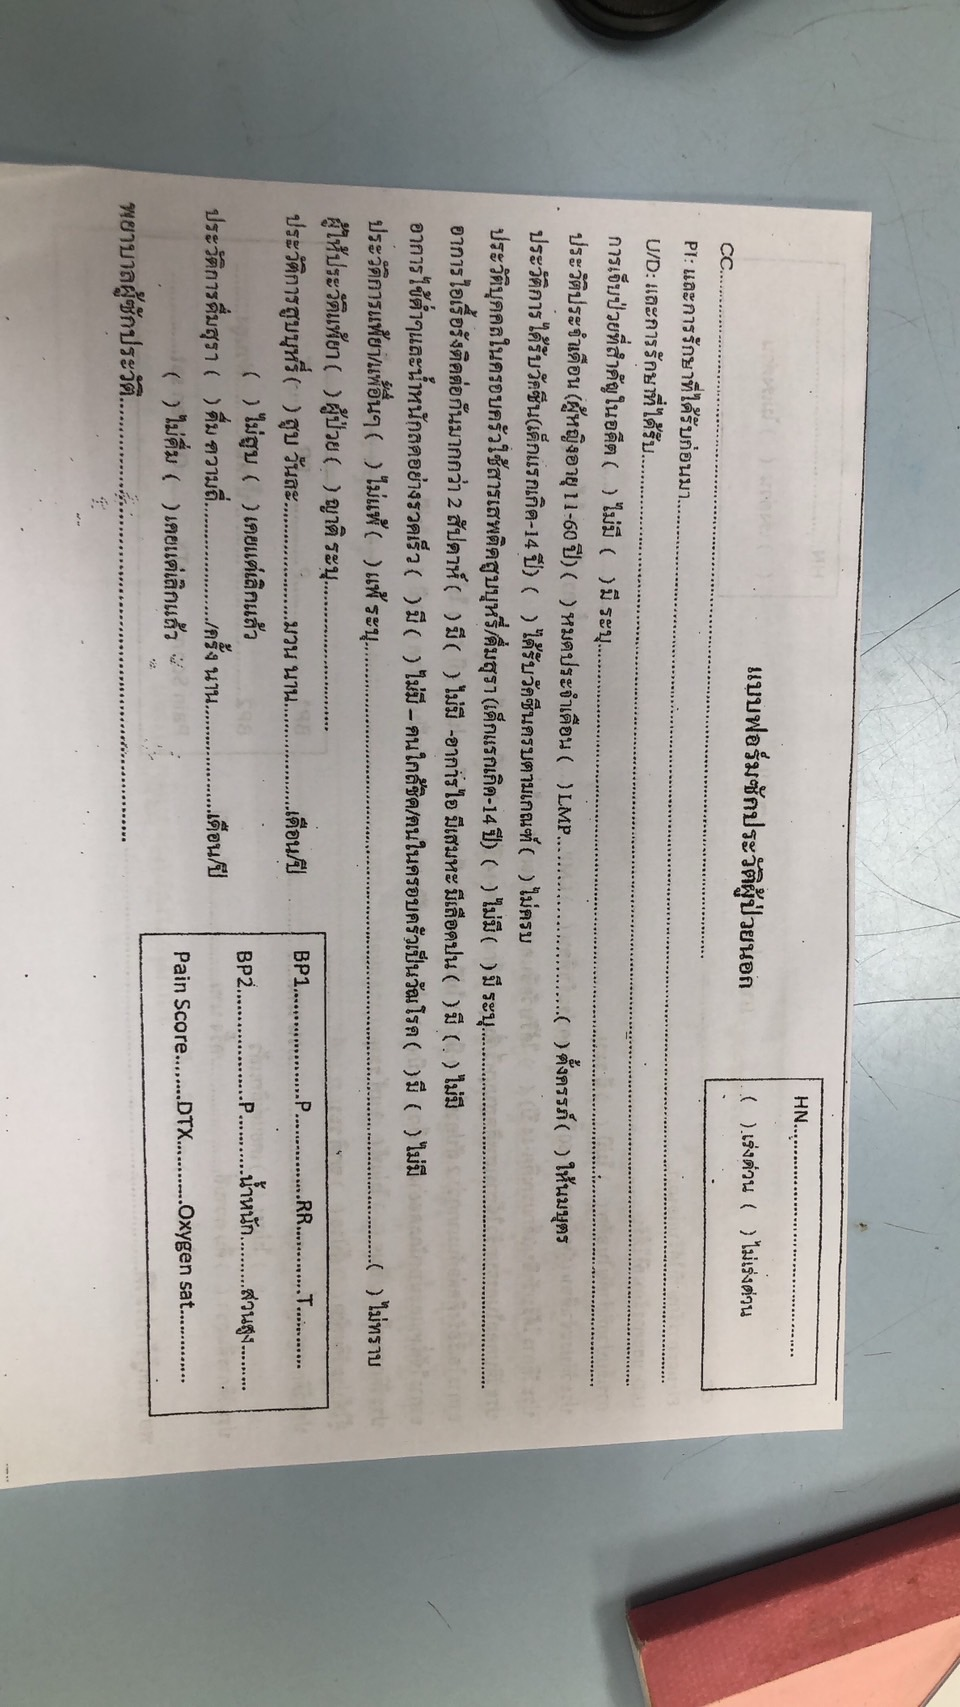 HN................................................
( ) เร่งด่วน ( ) ไม่เร่งด่วน
แบบฟอร์มซักประวัติผู้ป่วยนอก
CC................................................................................
PI: และการรักษาที่ได้รับก่อนมา................................................................................
U/D: และการรักษาที่ได้รับ................................................................................
การเจ็บป่วยที่สำคัญในอดีต ( ) ไม่มี ( ) มี ระบุ................................................................................
ประวัติประจำเดือน (ผู้หญิงอายุ 11-60 ปี) ( ) หมดประจำเดือน ( ) LMP................................( ) ตั้งครรภ์ ( ) ให้นมบุตร
ประวัติการได้รับวัคซีน(เด็กแรกเกิด-14 ปี) ( ) ได้รับวัคซีนครบตามเกณฑ์ ( ) ไม่ครบ
ประวัติบุคคลในครอบครัวใช้สารเสพติดสูบบุหรี่/ดื่มสุรา (เด็กแรกเกิด-14 ปี) ( ) ไม่มี ( ) มี ระบุ................................................
อาการไอเรื้อรังติดต่อกันมากกว่า 2 สัปดาห์ ( ) มี ( ) ไม่มี -อาการไอ มีเสมหะ มีเลือดปน ( ) มี ( ) ไม่มี
อาการไข้ต่ำๆและน้ำหนักลดอย่างรวดเร็ว ( ) มี ( ) ไม่มี – คนใกล้ชิด/คนในครอบครัวเป็นวัณโรค ( ) มี ( ) ไม่มี
ประวัติการแพ้ยา/แพ้อื่นๆ ( ) ไม่แพ้ ( ) แพ้ ระบุ................................................................................( ) ไม่ทราบ
ผู้ให้ประวัติแพ้ยา ( ) ผู้ป่วย ( ) ญาติ ระบุ................................
ประวัติการสูบบุหรี่ ( ) สูบ วันละ....................มวน นาน....................เดือน/ปี
( ) ไม่สูบ ( ) เคยแต่เลิกแล้ว
ประวัติการดื่มสุรา ( ) ดื่ม ความถี่....................../ครั้ง นาน....................เดือน/ปี
( ) ไม่ดื่ม ( ) เคยแต่เลิกแล้ว
พยาบาลผู้ซักประวัติ................................................................
BP1....................P..............RR............T............
BP2....................P...........น้ำหนัก..........ส่วนสูง.........
Pain Score........DTX............Oxygen sat.............